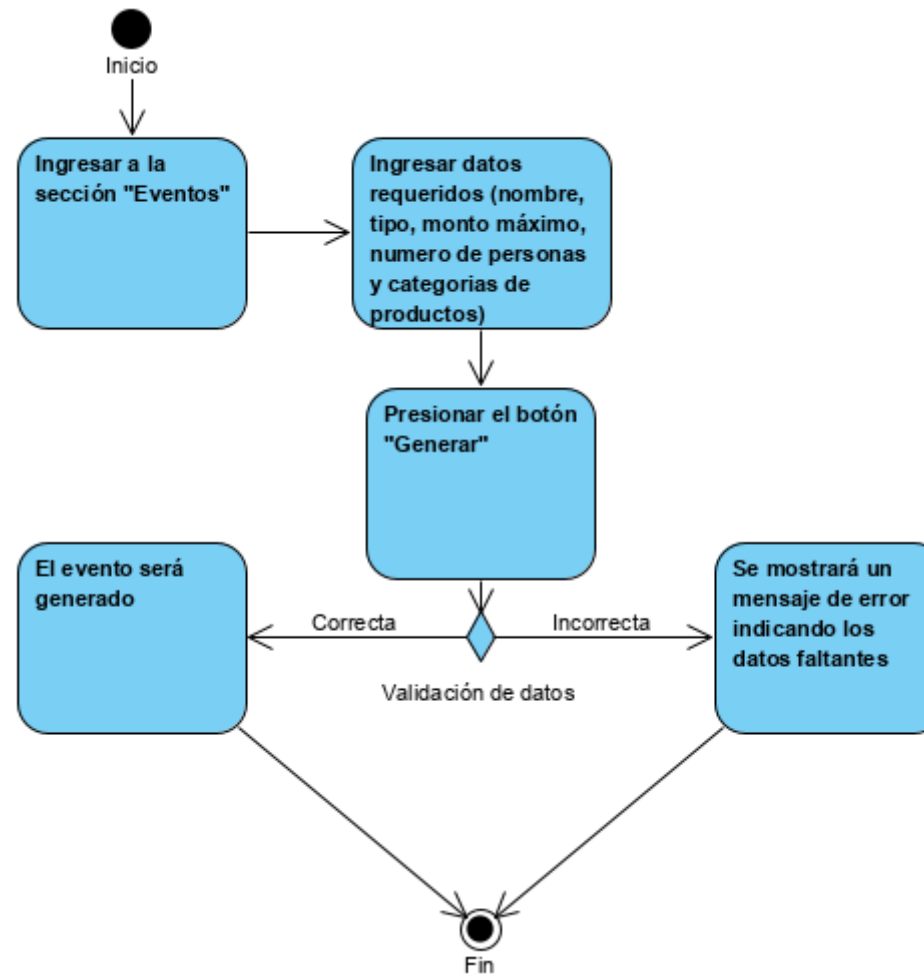 Inicio
Ingresar a la
sección "Eventos"
Ingresar datos
requeridos (nombre,
tipo, monto máximo,
numero de personas
y categorias de
productos)
Presionar el botón
"Generar"
El evento será
generado
Correcta
Incorrecta
Validación de datos
Se mostrará un
mensaje de error
indicando los
datos faltantes
Fin